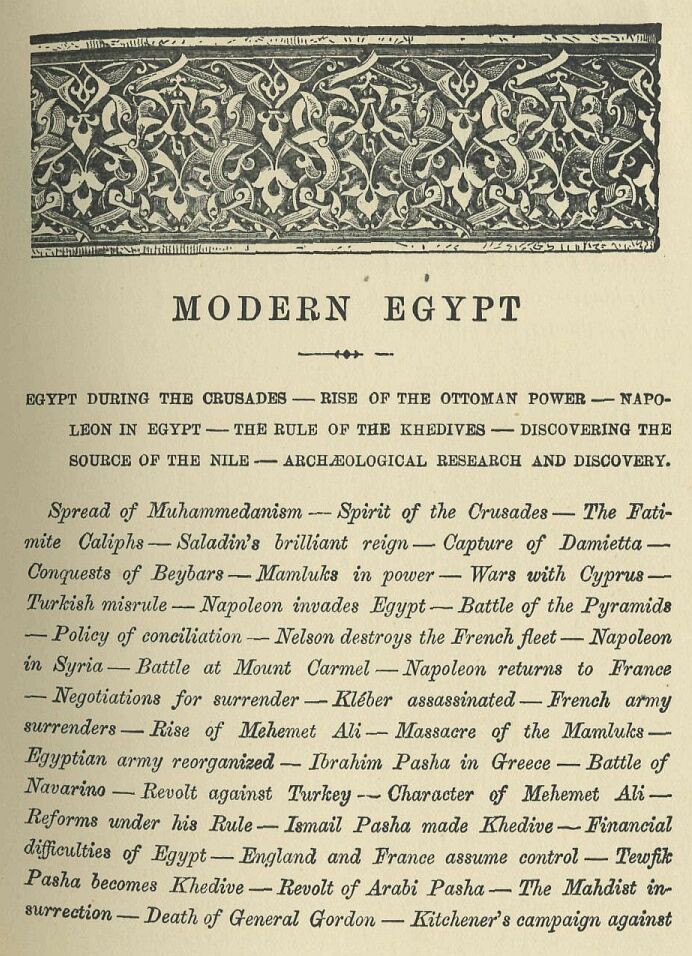 MODERN EGYPT
EGYPT DURING THE CRUSADES — RISE OF THE OTTOMAN POWER — NAPO-
LEON IN EGYPT — THE RULE OF THE KHEDIVES — DISCOVERING THE
SOURCE OF THE NILE — ARCHÆOLOGICAL RESEARCH AND DISCOVERY.
Spread of Muhammedanism — Spirit of the Crusades — The Fati-
mite Caliphs — Saladin's brilliant reign — Capture of Damietta —
Conquests of Beybars — Mamluks in power — Wars with Cyprus —
Turkish misrule — Napoleon invades Egypt — Battle of the Pyramids
— Policy of conciliation — Nelson destroys the French fleet — Napoleon
in Syria — Battle at Mount Carmel — Napoleon returns to France
— Negotiations for surrender — Kléber assassinated — French army
surrenders — Rise of Mehemet Ali — Massacre of the Mamluks —
Egyptian army reorganized — Ibrahim Pasha in Greece — Battle of
Navarino — Revolt against Turkey — Character of Mehemet Ali —
Reforms under his Rule — Ismail Pasha made Khedive — Financial
difficulties of Egypt — England and France assume control — Tewfik
Pasha becomes Khedive — Revolt of Arabi Pasha — The Mahdist in-
surrection — Death of General Gordon — Kitchener's campaign against